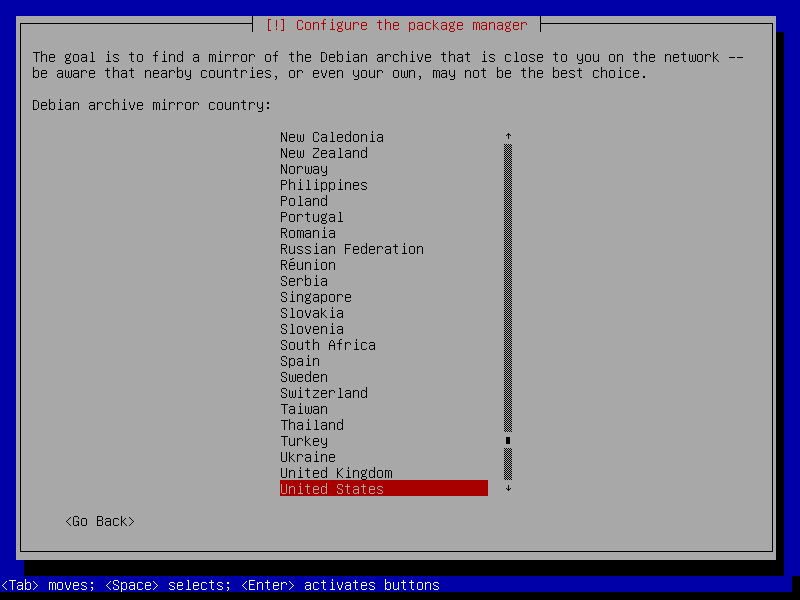 [!] Configure the package manager
The goal is to find a mirror of the Debian archive that is close to you on the network --
be aware that nearby countries, or even your own, may not be the best choice.
Debian archive mirror country:
New Caledonia
New Zealand
Norway
Philippines
Poland
Portugal
Romania
Russian Federation
Réunion
Serbia
Singapore
Slovakia
Slovenia
South Africa
Spain
Sweden
Switzerland
Taiwan
Thailand
Turkey
Ukraine
United Kingdom
United States
<Go Back>
<Tab> moves; <Space> selects; <Enter> activates buttons